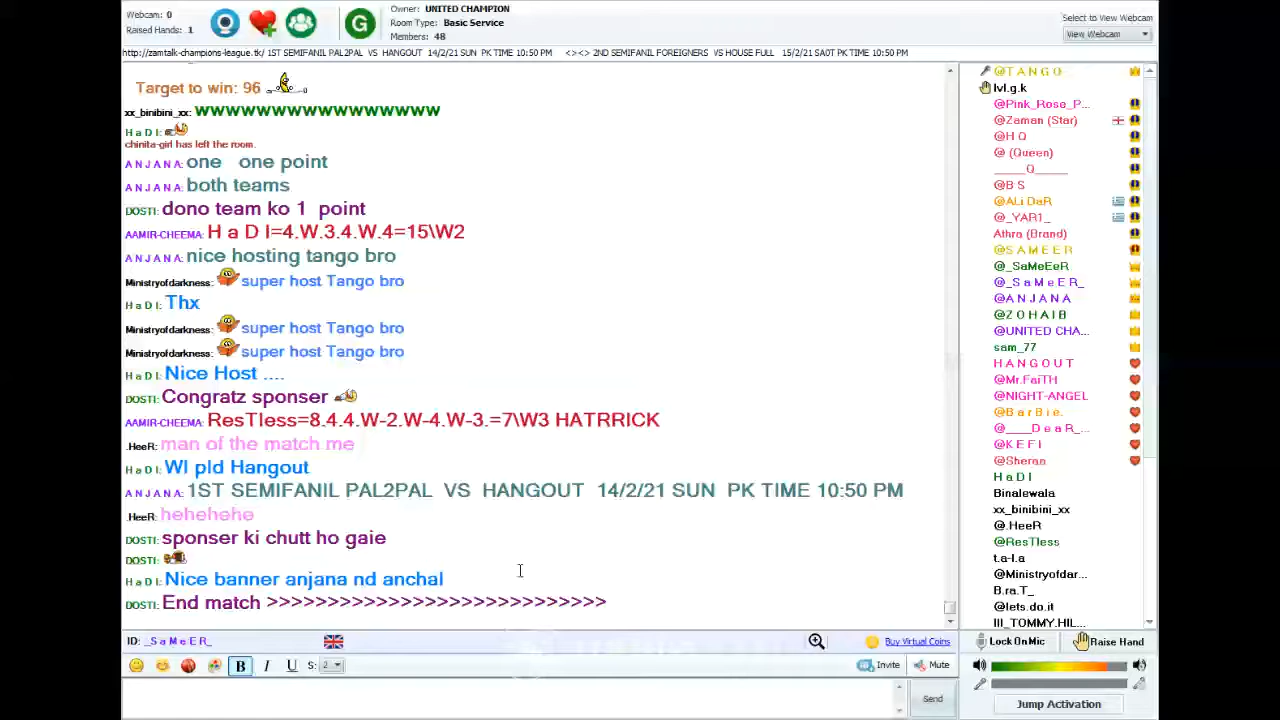 Webcam: 0
Raised Hands: 1
G
Owner: UNITED CHAMPION
Room Type: Basic Service
Members: 48
Select to View Webcam
View Webcam
http://zamtalk-champions-league.tk/ 1ST SEMIFANIL PAL2PAL VS HANGOUT 14/2/21 SUN PK TIME 10:50 PM <><> 2ND SEMIFANIL FOREIGNERS VS HOUSE FULL 15/2/21 SA0T PK TIME 10:50 PM
Target to win: 96
xx_binibini_xx: wwwwwwwwwwwwwwwww
H a D I:
chinita-girl has left the room.
A N J A N A: one one point
A N J A N A: both teams
DOSTI: dono team ko 1 point
AAMIR-CHEEMA: H a D I=4.W.3.4.W.4=15\W2
A N J A N A: nice hosting tango bro
Ministryofdarkness: super host Tango bro
H a D I: Thx
Ministryofdarkness: super host Tango bro
Ministryofdarkness: super host Tango bro
H a D I: Nice Host ....
DOSTI: Congratz sponser
AAMIR-CHEEMA: ResTless=8.4.4.W-2.W-4.W-3.=7\W3 HATRRICK
.HeeR: man of the match me
H a D I: Wl pld Hangout
A N J A N A: 1ST SEMIFANIL PAL2PAL VS HANGOUT 14/2/21 SUN PK TIME 10:50 PM
.HeeR: hehehehe
DOSTI: sponser ki chutt ho gaie
DOSTI:
H a D I: Nice banner anjana nd anchal
DOSTI: End match >>>>>>>>>>>>>>>>>>>>>>>>>>>>
@T A N G O
lvl.g.k
@Pink_Rose_P...
@Zaman (Star)
@H Q
@ (Queen)
_____Q_____
@B S
@ALi DaR
@_YAR1_
Athra (Brand)
@S A M E E R
@_SaMeEeR
@_S a M e E R_
@A N J A N A
@Z O H A I B
@UNITED CHA...
sam_77
H A N G O U T
@Mr.FaiTH
@NIGHT-ANGEL
@B a r B i e.
@____D e a R_...
@K E F I
@Sheraa
H a D I
Binalewala
xx_binibini_xx
@.HeeR
@ResTless
t.a-l.a
@Ministryofdar...
B.ra.T_
@lets.do.it
III_TOMMY.HIL...
ID: _S a M e E R_
Buy Virtual Coins
Lock On Mic
Raise Hand
B I U S: 2
Invite
Mute
Send
Jump Activation